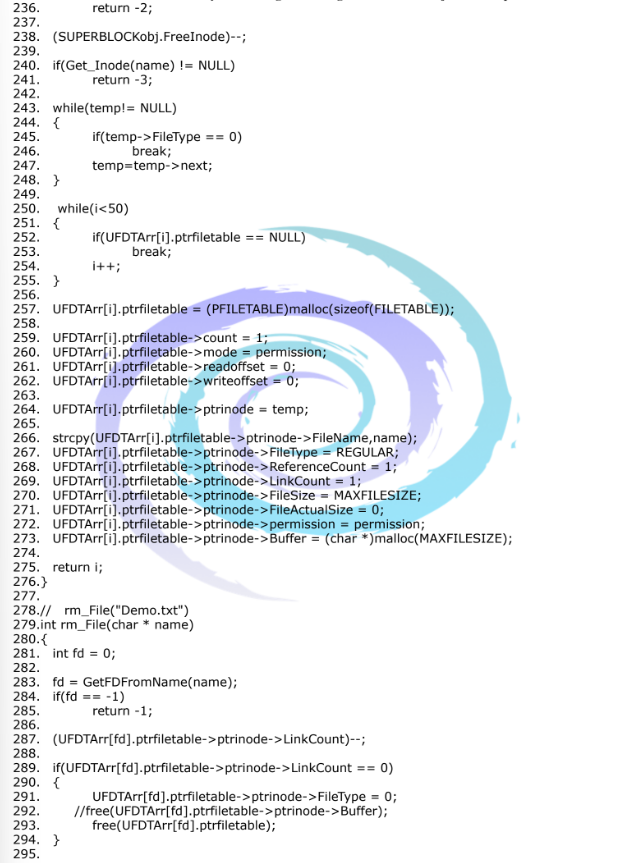 236. return -2;
237.
238. (SUPERBLOCKobj.FreeInode)--;
239.
240. if(Get_Inode(name) != NULL)
241. return -3;
242.
243. while(temp!= NULL)
244. {
245. if(temp->FileType == 0)
246. break;
247. temp=temp->next;
248. }
249.
250. while(i<50)
251. {
252. if(UFDTArr[i].ptrfiletable == NULL)
253. break;
254. i++;
255. }
256.
257. UFDTArr[i].ptrfiletable = (PFILETABLE)malloc(sizeof(FILETABLE));
258.
259. UFDTArr[i].ptrfiletable->count = 1;
260. UFDTArr[i].ptrfiletable->mode = permission;
261. UFDTArr[i].ptrfiletable->readoffset = 0;
262. UFDTArr[i].ptrfiletable->writeoffset = 0;
263.
264. UFDTArr[i].ptrfiletable->ptrinode = temp;
265.
266. strcpy(UFDTArr[i].ptrfiletable->ptrinode->FileName,name);
267. UFDTArr[i].ptrfiletable->ptrinode->FileType = REGULAR;
268. UFDTArr[i].ptrfiletable->ptrinode->ReferenceCount = 1;
269. UFDTArr[i].ptrfiletable->ptrinode->LinkCount = 1;
270. UFDTArr[i].ptrfiletable->ptrinode->FileSize = MAXFILESIZE;
271. UFDTArr[i].ptrfiletable->ptrinode->FileActualSize = 0;
272. UFDTArr[i].ptrfiletable->ptrinode->permission = permission;
273. UFDTArr[i].ptrfiletable->ptrinode->Buffer = (char *)malloc(MAXFILESIZE);
274.
275. return i;
276.}
277.
278.// rm_File("Demo.txt")
279.int rm_File(char * name)
280.{
281. int fd = 0;
282.
283. fd = GetFDFromName(name);
284. if(fd == -1)
285. return -1;
286.
287. (UFDTArr[fd].ptrfiletable->ptrinode->LinkCount)--;
288.
289. if(UFDTArr[fd].ptrfiletable->ptrinode->LinkCount == 0)
290. {
291. UFDTArr[fd].ptrfiletable->ptrinode->FileType = 0;
292. //free(UFDTArr[fd].ptrfiletable->ptrinode->Buffer);
293. free(UFDTArr[fd].ptrfiletable);
294. }
295.